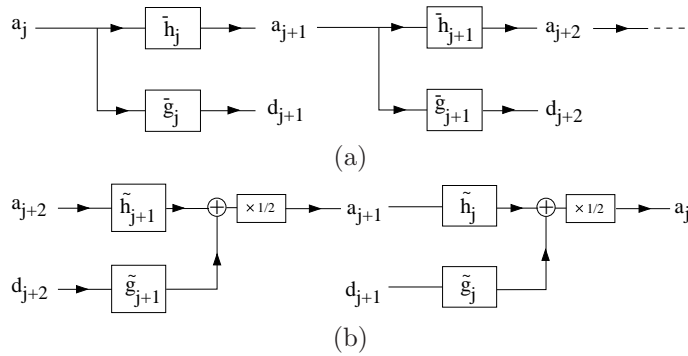 a_j h̄_j a_{j+1} h̄_{j+1} a_{j+2}
ḡ_j d_{j+1} ḡ_{j+1} d_{j+2}
(a)
a_{j+2} h̃_{j+1} + × 1/2 a_{j+1} h̃_j + × 1/2 a_j
d_{j+2} g̃_{j+1} d_{j+1} g̃_j
(b)